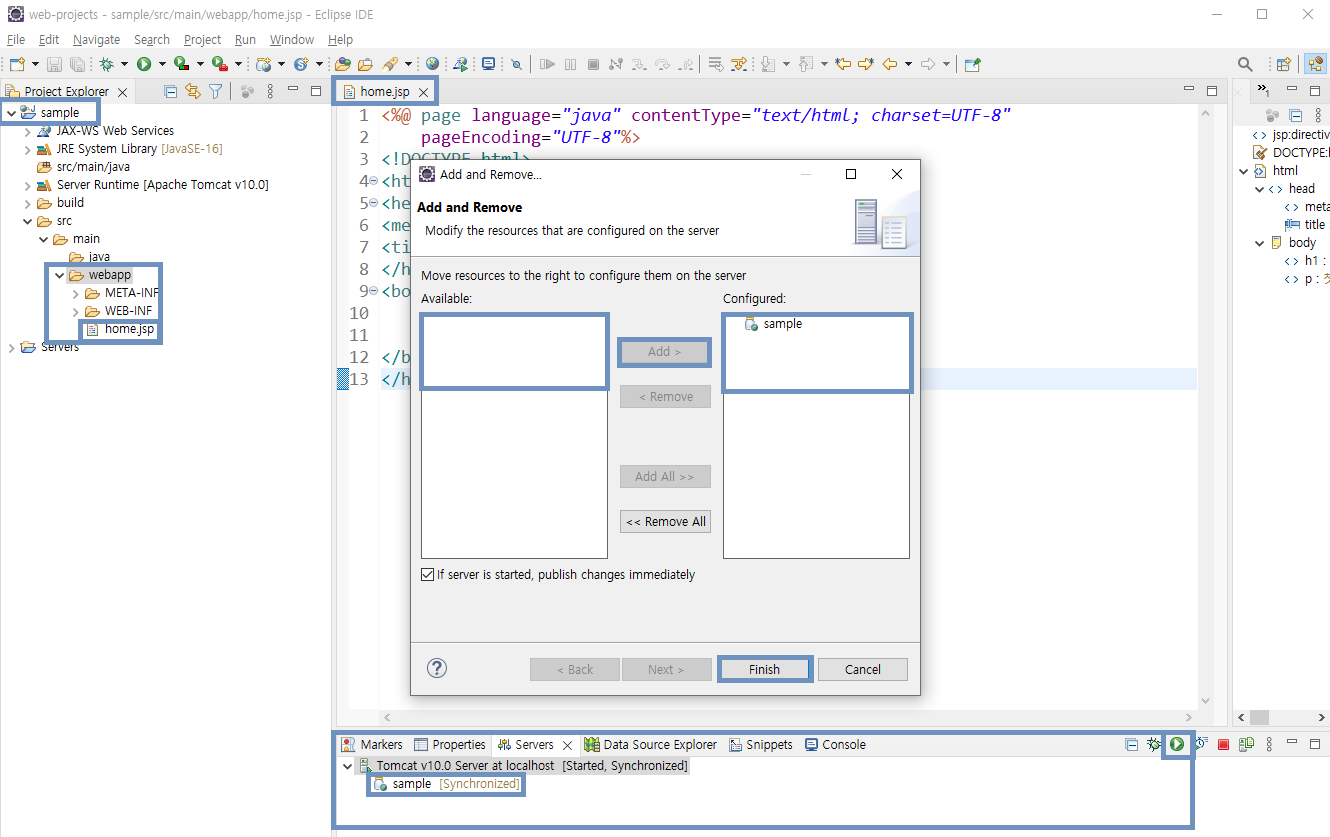 web-projects - sample/src/main/webapp/home.jsp - Eclipse IDE
File Edit Navigate Search Project Run Window Help
Project Explorer
sample
JAX-WS Web Services
JRE System Library [JavaSE-16]
src/main/java
Server Runtime [Apache Tomcat v10.0]
build
src
main
java
webapp
META-INF
WEB-INF
home.jsp
Servers
home.jsp
1 <%@ page language="java" contentType="text/html; charset=UTF-8"
2 pageEncoding="UTF-8"%>
3 <!DOCTYPE html>
4 <ht
5 <he
6 <me
7 <ti
8 </h
9 <bo
10
11
12 </b
13 </h
Add and Remove...
Add and Remove
Modify the resources that are configured on the server
Move resources to the right to configure them on the server
Available:
Configured:
sample
Add >
< Remove
Add All >>
<< Remove All
If server is started, publish changes immediately
< Back Next > Finish Cancel
jsp:directiv
DOCTYPE:
html
head
meta
title
body
h1 :
p :
Markers Properties Servers Data Source Explorer Snippets Console
Tomcat v10.0 Server at localhost [Started, Synchronized]
sample [Synchronized]